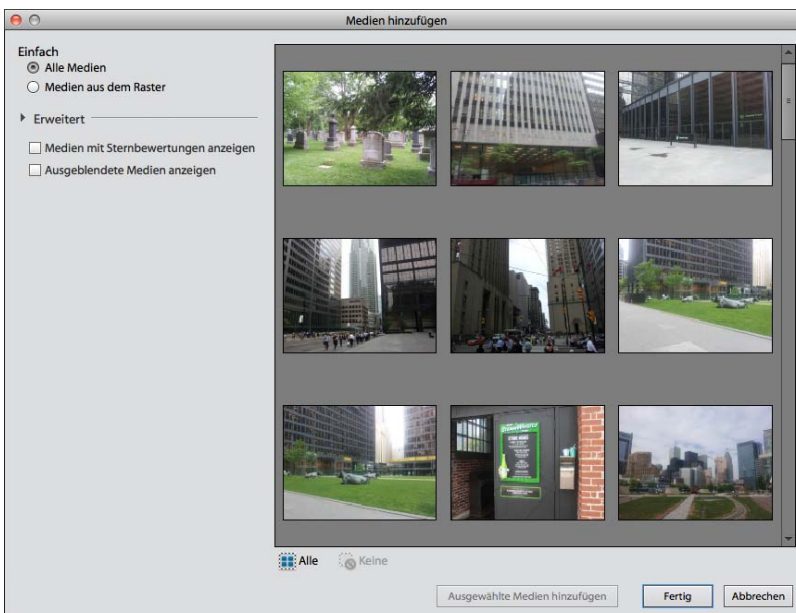 Medien hinzufügen
Einfach
Alle Medien
Medien aus dem Raster
Erweitert
Medien mit Sternbewertungen anzeigen
Ausgeblendete Medien anzeigen
Alle
Keine
Ausgewählte Medien hinzufügen
Fertig
Abbrechen